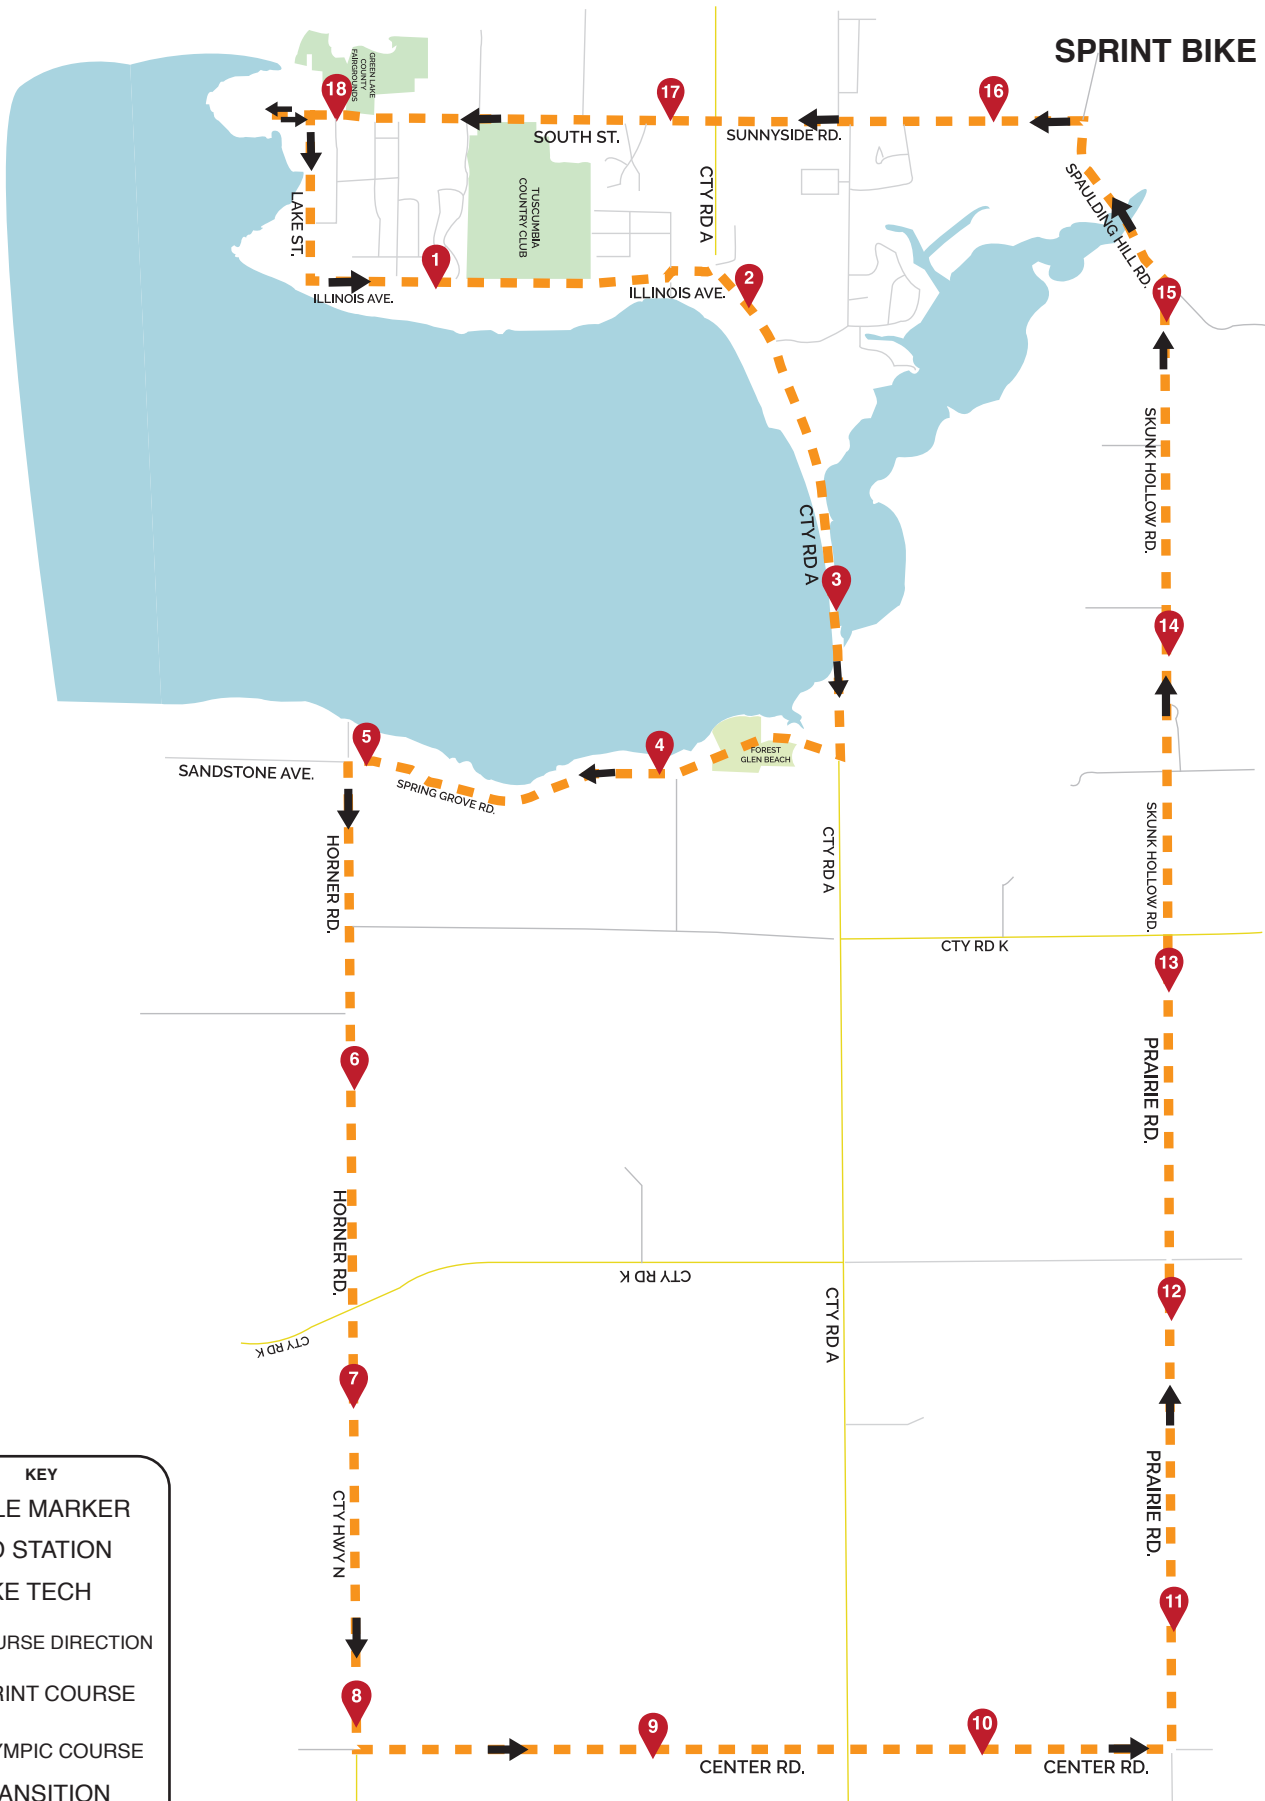 SPRINT BIKE
GREEN LAKE
COUNTY
FAIRGROUNDS
18
17
16
SOUTH ST.
SUNNYSIDE RD.
CTY RD A
SPAULDING HILL RD.
TUSCUMBIA
COUNTRY CLUB
LAKE ST.
1
2
15
ILLINOIS AVE.
ILLINOIS AVE.
SKUNK HOLLOW RD.
CTY RD A
3
14
5
4
FOREST
GLEN BEACH
SANDSTONE AVE.
SPRING GROVE RD.
HORNER RD.
CTY RD A
SKUNK HOLLOW RD.
CTY RD K
13
6
PRAIRIE RD.
HORNER RD.
CTY RD K
12
CTY RD A
CTY RD K
7
PRAIRIE RD.
CTY HWY N
11
8
9
10
CENTER RD.
CENTER RD.
KEY
LE MARKER
STATION
KE TECH
URSE DIRECTION
RINT COURSE
YMPIC COURSE
ANSITION